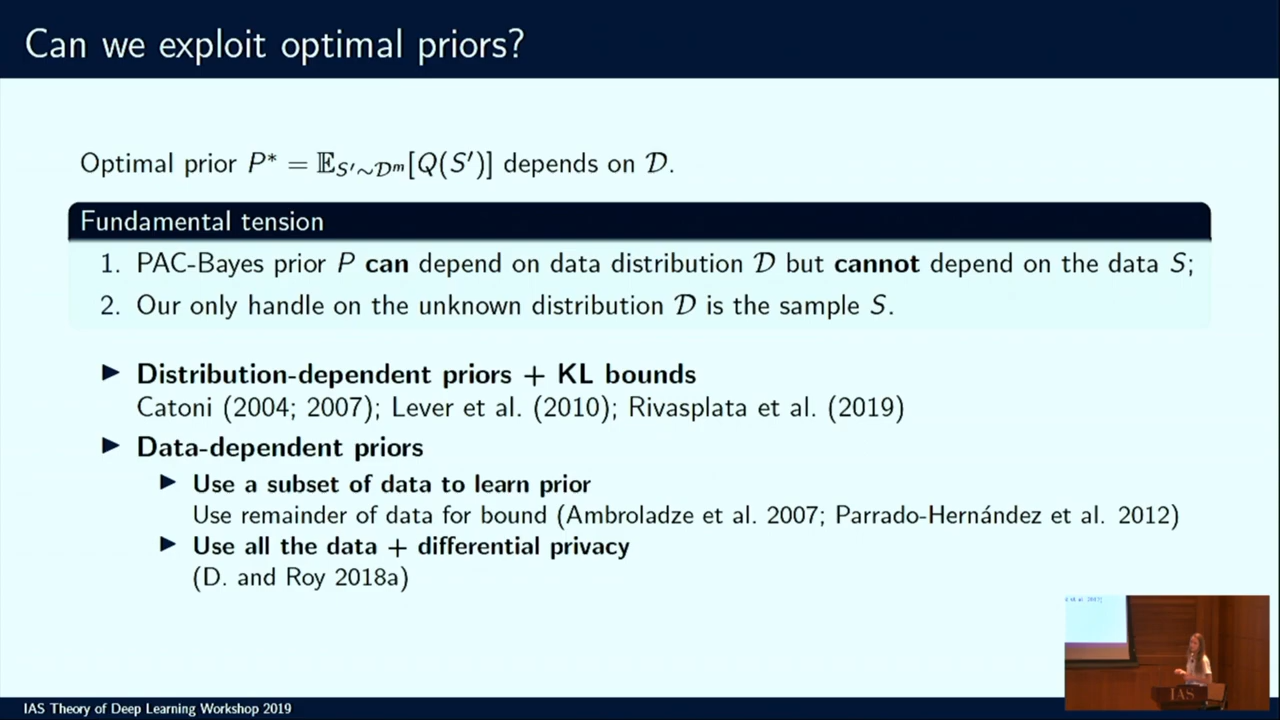 Can we exploit optimal priors?
Optimal prior P* = 𝔼_{S′∼𝒟^m}[Q(S′)] depends on 𝒟.
Fundamental tension
1. PAC-Bayes prior P can depend on data distribution 𝒟 but cannot depend on the data S;
2. Our only handle on the unknown distribution 𝒟 is the sample S.
▶ Distribution-dependent priors + KL bounds
Catoni (2004; 2007); Lever et al. (2010); Rivasplata et al. (2019)
▶ Data-dependent priors
▶ Use a subset of data to learn prior
Use remainder of data for bound (Ambroladze et al. 2007; Parrado-Hernández et al. 2012)
▶ Use all the data + differential privacy
(D. and Roy 2018a)
IAS
IAS Theory of Deep Learning Workshop 2019